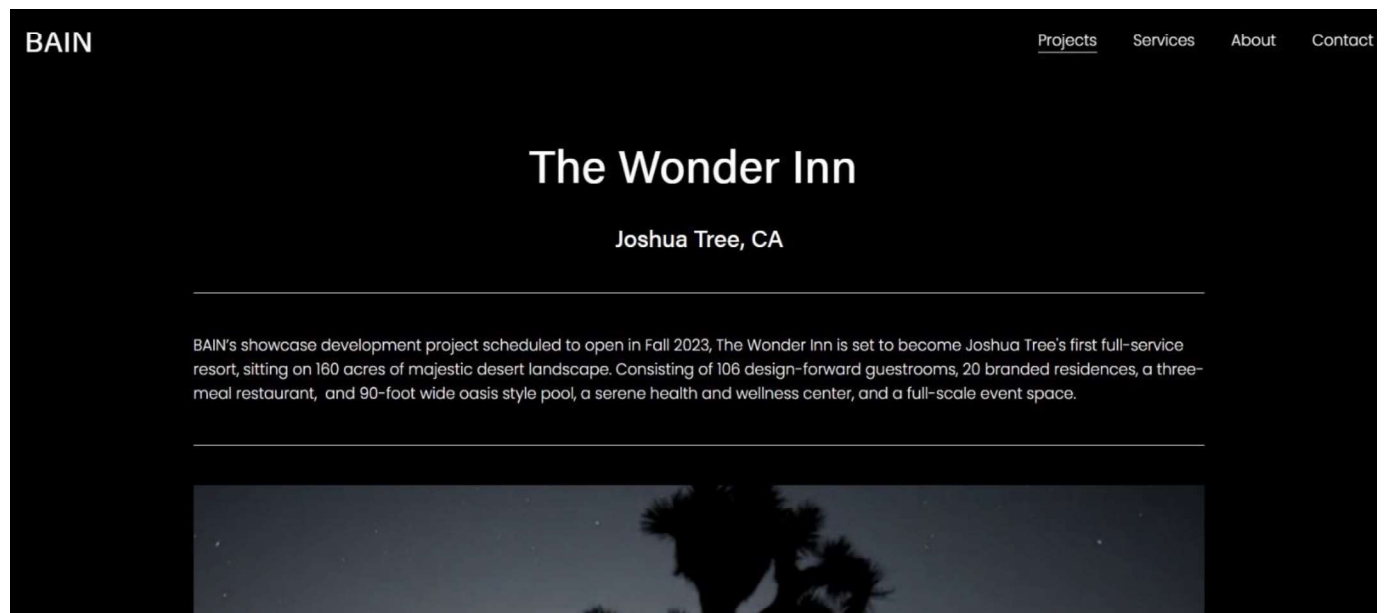 BAIN
Projects Services About Contact
The Wonder Inn
Joshua Tree, CA
BAIN’s showcase development project scheduled to open in Fall 2023, The Wonder Inn is set to become Joshua Tree's first full-service
resort, sitting on 160 acres of majestic desert landscape. Consisting of 106 design-forward guestrooms, 20 branded residences, a three-
meal restaurant,  and 90-foot wide oasis style pool, a serene health and wellness center, and a full-scale event space.